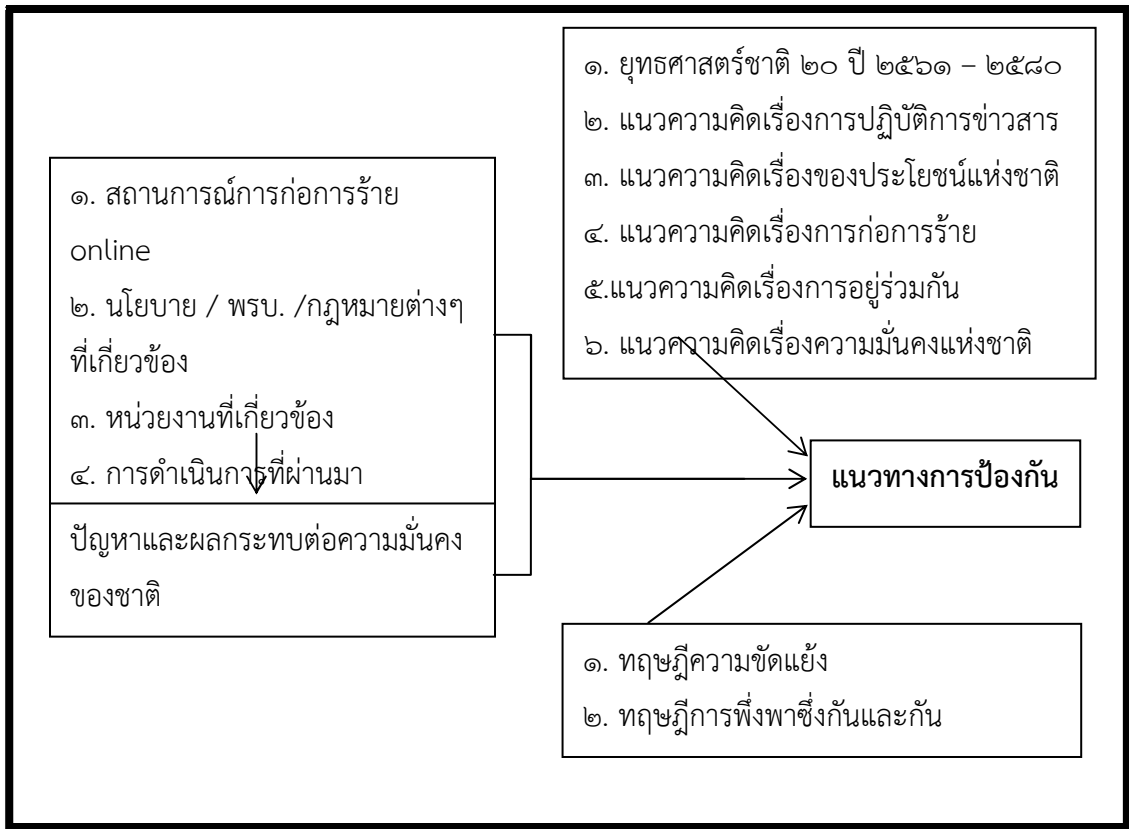 ๑. สถานการณ์การก่อการร้าย
online
๒. นโยบาย / พรบ. /กฎหมายต่างๆ
ที่เกี่ยวข้อง
๓. หน่วยงานที่เกี่ยวข้อง
๔. การดำเนินการที่ผ่านมา
ปัญหาและผลกระทบต่อความมั่นคง
ของชาติ
๑. ยุทธศาสตร์ชาติ ๒๐ ปี ๒๕๖๑ – ๒๕๘๐
๒. แนวความคิดเรื่องการปฏิบัติการข่าวสาร
๓. แนวความคิดเรื่องของประโยชน์แห่งชาติ
๔. แนวความคิดเรื่องการก่อการร้าย
๕.แนวความคิดเรื่องการอยู่ร่วมกัน
๖. แนวความคิดเรื่องความมั่นคงแห่งชาติ
แนวทางการป้องกัน
๑. ทฤษฎีความขัดแย้ง
๒. ทฤษฎีการพึ่งพาซึ่งกันและกัน